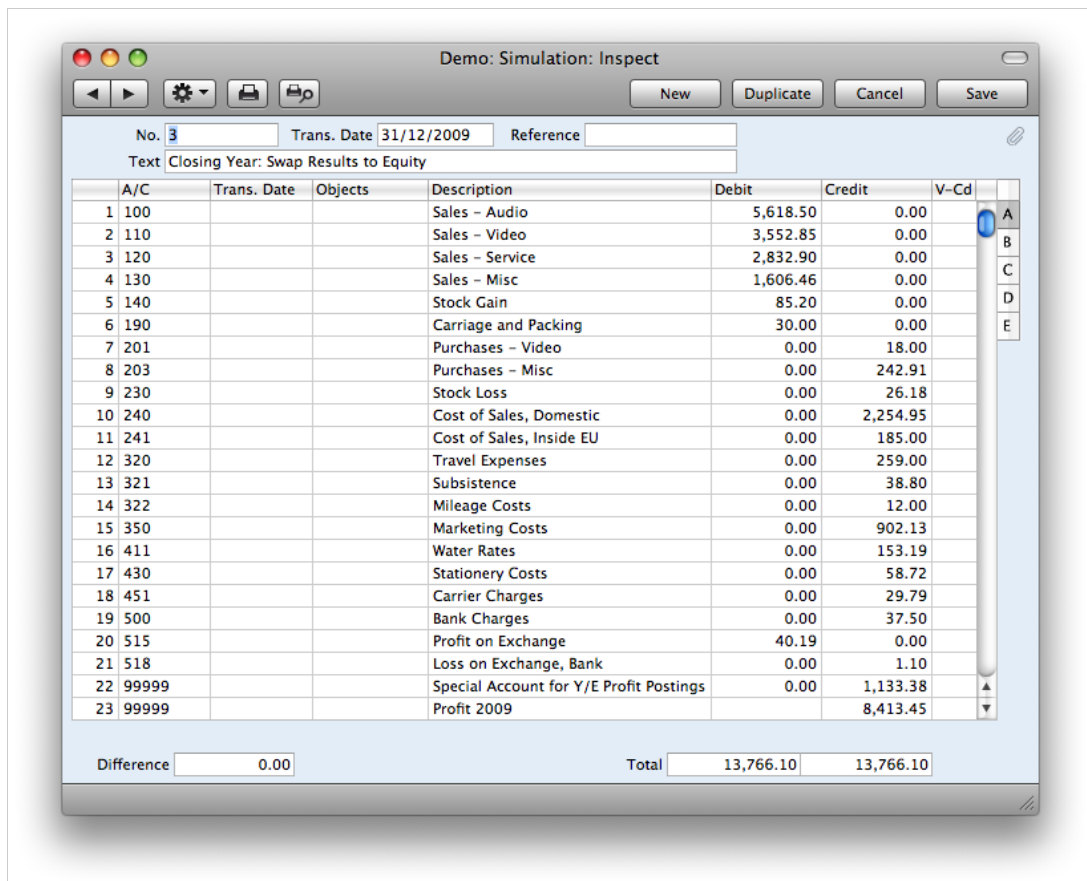 Demo: Simulation: Inspect
New Duplicate Cancel Save
No. 3 Trans. Date 31/12/2009 Reference
Text Closing Year: Swap Results to Equity
A/C Trans. Date Objects Description Debit Credit V-Cd
1 100 Sales - Audio 5,618.50 0.00 A
2 110 Sales - Video 3,552.85 0.00 B
3 120 Sales - Service 2,832.90 0.00 C
4 130 Sales - Misc 1,606.46 0.00
5 140 Stock Gain 85.20 0.00 D
6 190 Carriage and Packing 30.00 0.00 E
7 201 Purchases - Video 0.00 18.00
8 203 Purchases - Misc 0.00 242.91
9 230 Stock Loss 0.00 26.18
10 240 Cost of Sales, Domestic 0.00 2,254.95
11 241 Cost of Sales, Inside EU 0.00 185.00
12 320 Travel Expenses 0.00 259.00
13 321 Subsistence 0.00 38.80
14 322 Mileage Costs 0.00 12.00
15 350 Marketing Costs 0.00 902.13
16 411 Water Rates 0.00 153.19
17 430 Stationery Costs 0.00 58.72
18 451 Carrier Charges 0.00 29.79
19 500 Bank Charges 0.00 37.50
20 515 Profit on Exchange 40.19 0.00
21 518 Loss on Exchange, Bank 0.00 1.10
22 99999 Special Account for Y/E Profit Postings 0.00 1,133.38
23 99999 Profit 2009 8,413.45
Difference 0.00 Total 13,766.10 13,766.10